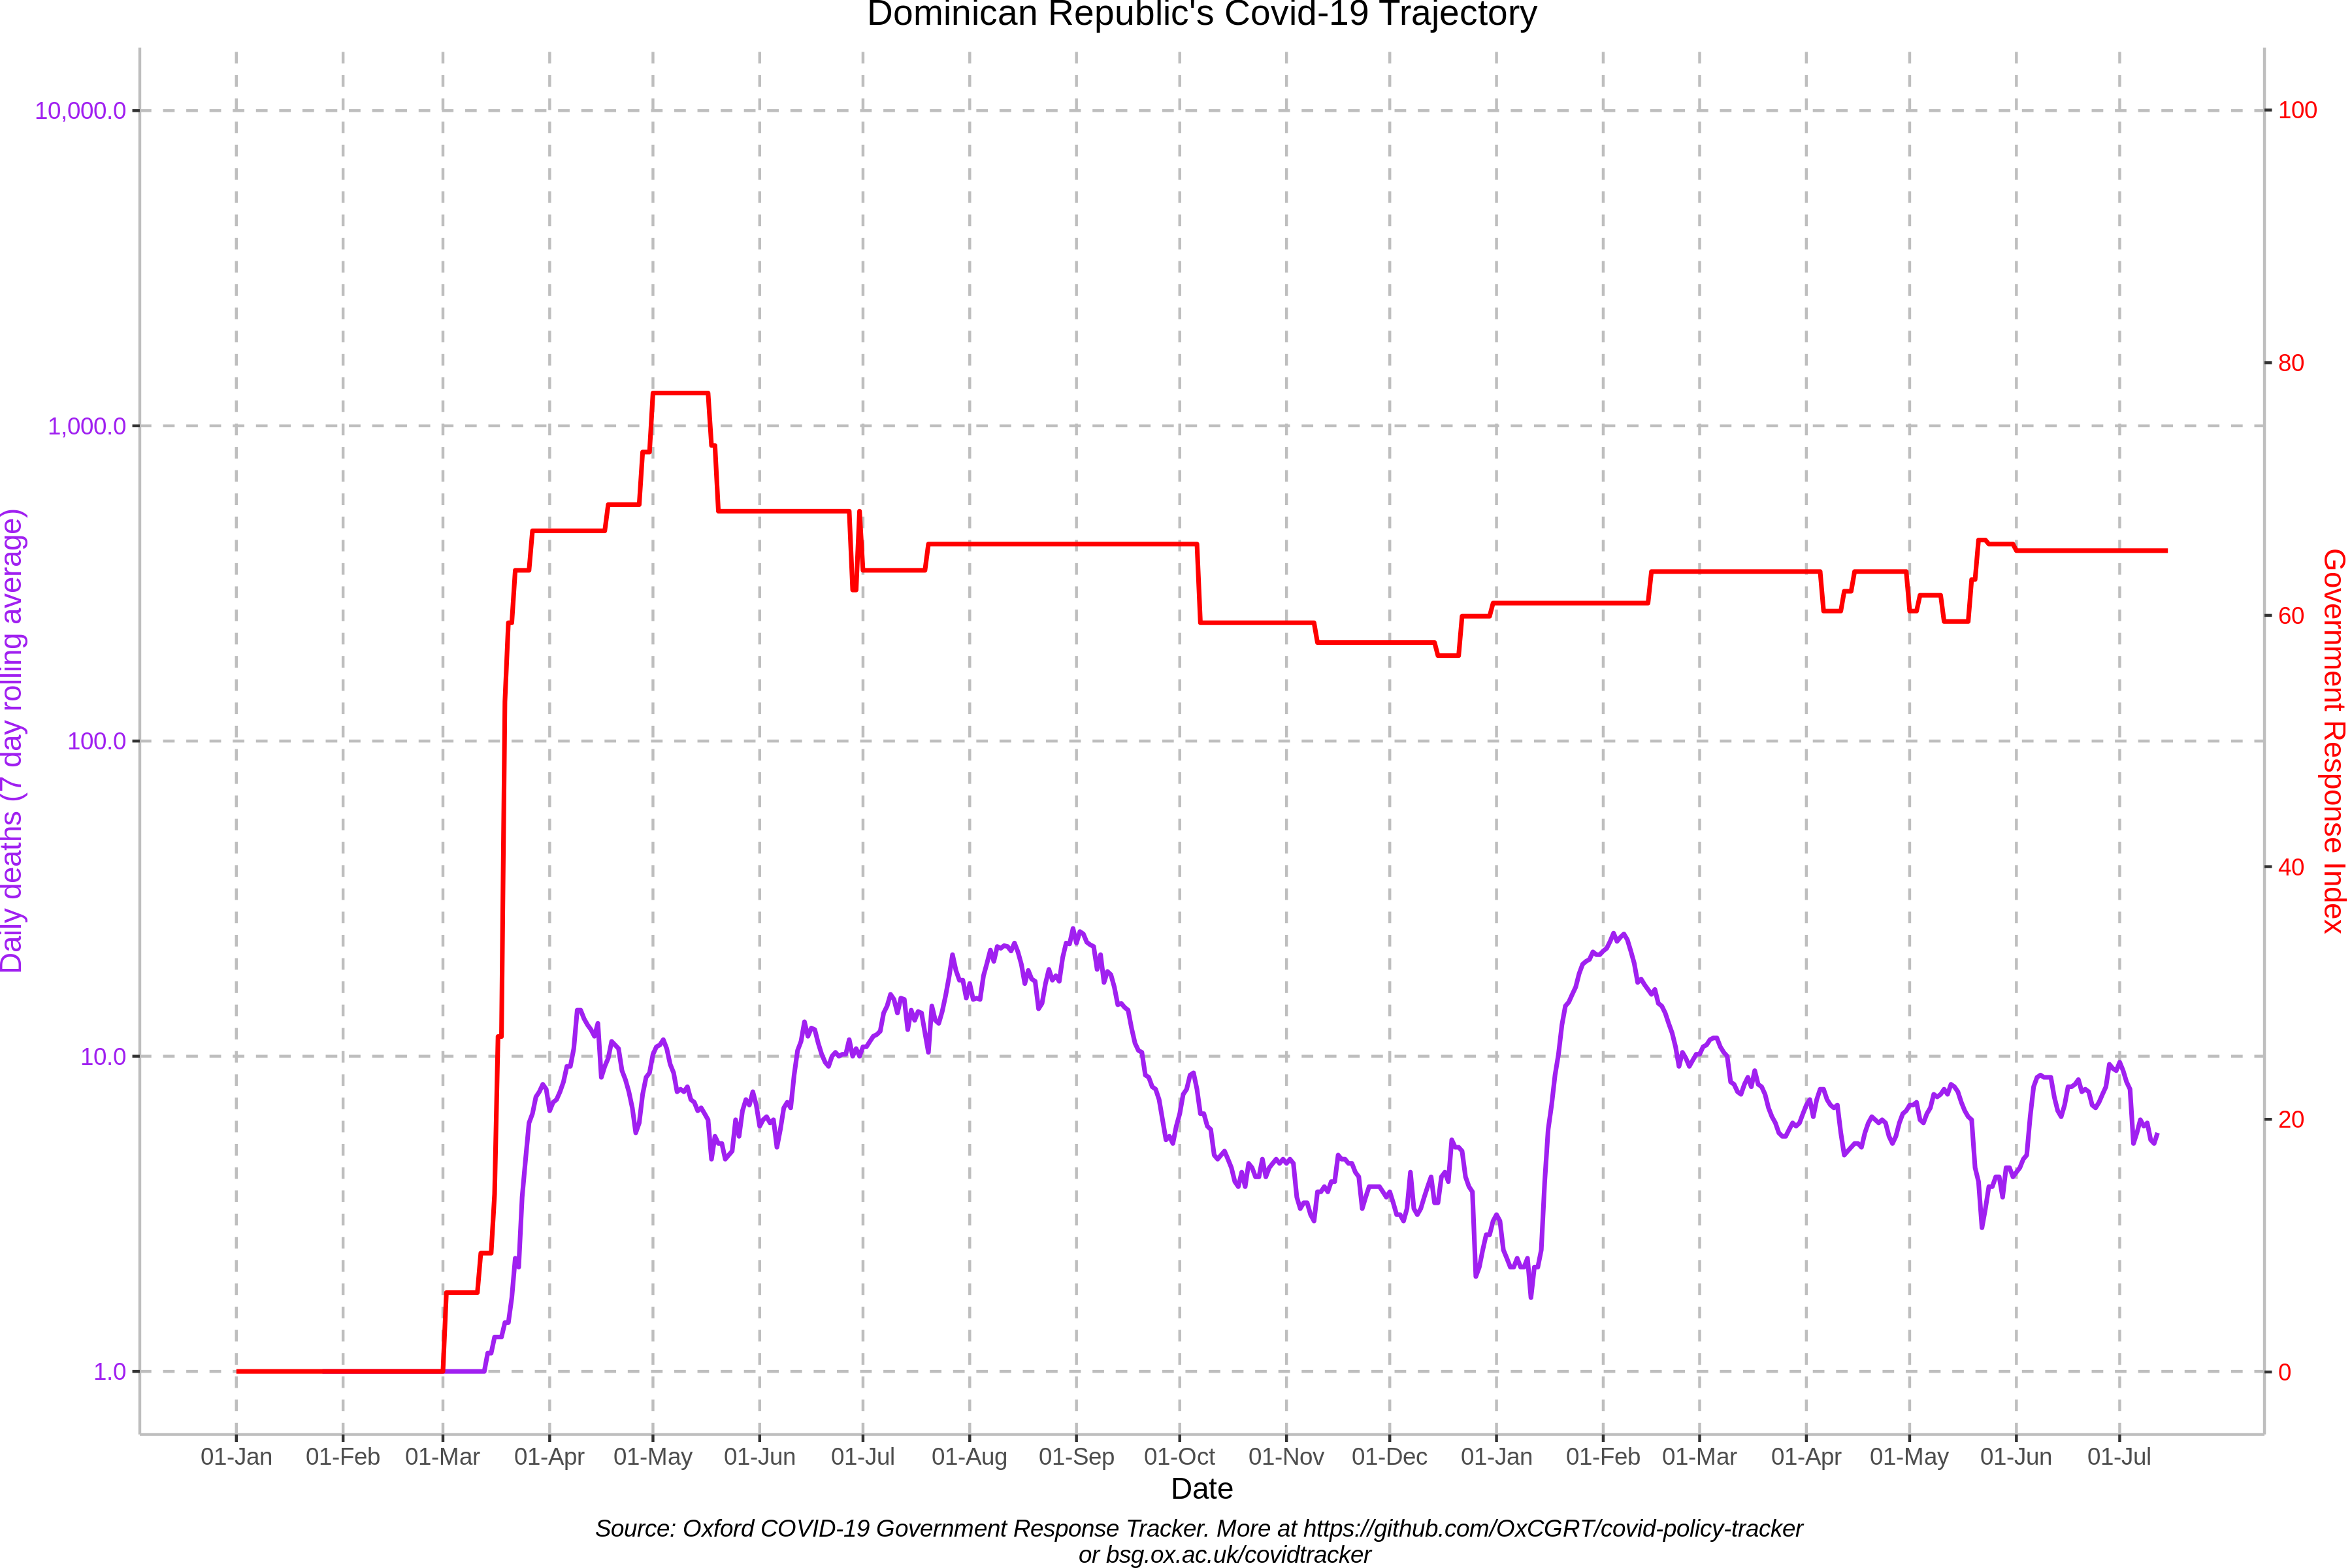 Dominican Republic's Covid-19 Trajectory
10,000.0
1,000.0
100.0
10.0
1.0
Daily deaths (7 day rolling average)
100
80
60
40
20
0
Government Response Index
01-Jan 01-Feb 01-Mar 01-Apr 01-May 01-Jun 01-Jul 01-Aug 01-Sep 01-Oct 01-Nov 01-Dec 01-Jan 01-Feb 01-Mar 01-Apr 01-May 01-Jun 01-Jul
Date
Source: Oxford COVID-19 Government Response Tracker. More at https://github.com/OxCGRT/covid-policy-tracker
or bsg.ox.ac.uk/covidtracker